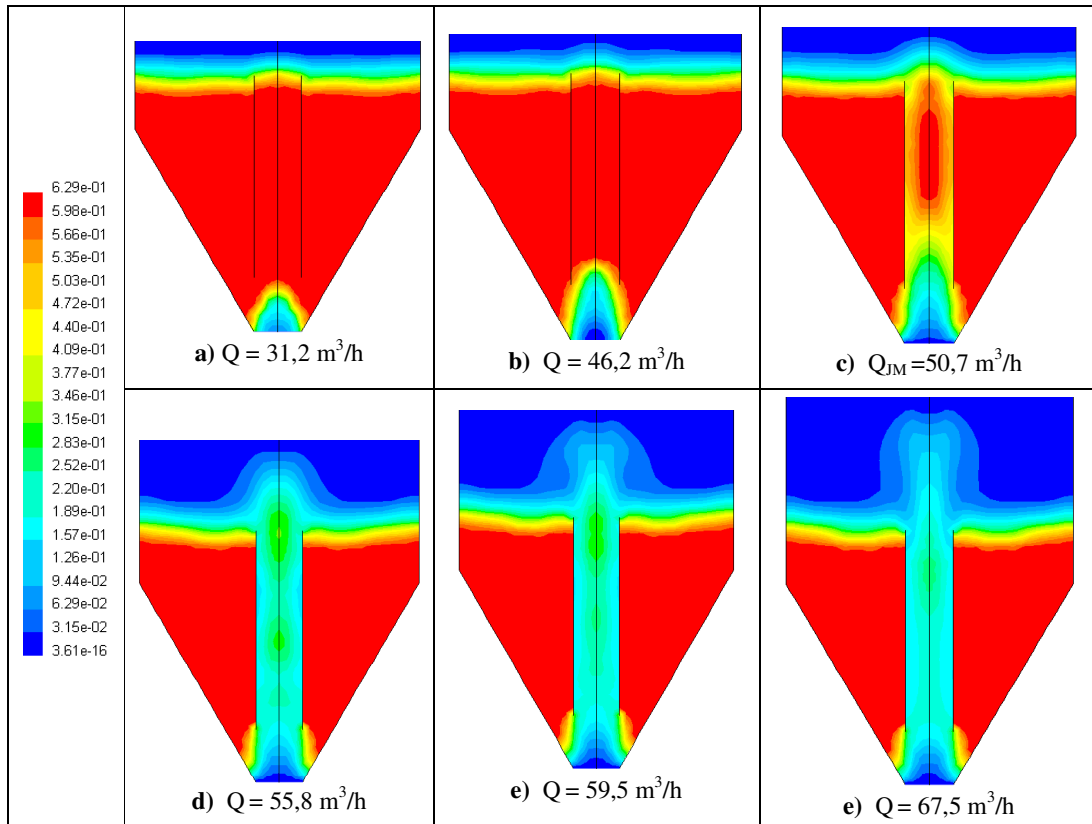 6.29e-01
5.98e-01
5.66e-01
5.35e-01
5.03e-01
4.72e-01
4.40e-01
4.09e-01
3.77e-01
3.46e-01
3.15e-01
2.83e-01
2.52e-01
2.20e-01
1.89e-01
1.57e-01
1.26e-01
9.44e-02
6.29e-02
3.15e-02
3.61e-16
a) Q = 31,2 m³/h
b) Q = 46,2 m³/h
c) Q_JM =50,7 m³/h
d) Q = 55,8 m³/h
e) Q = 59,5 m³/h
e) Q = 67,5 m³/h